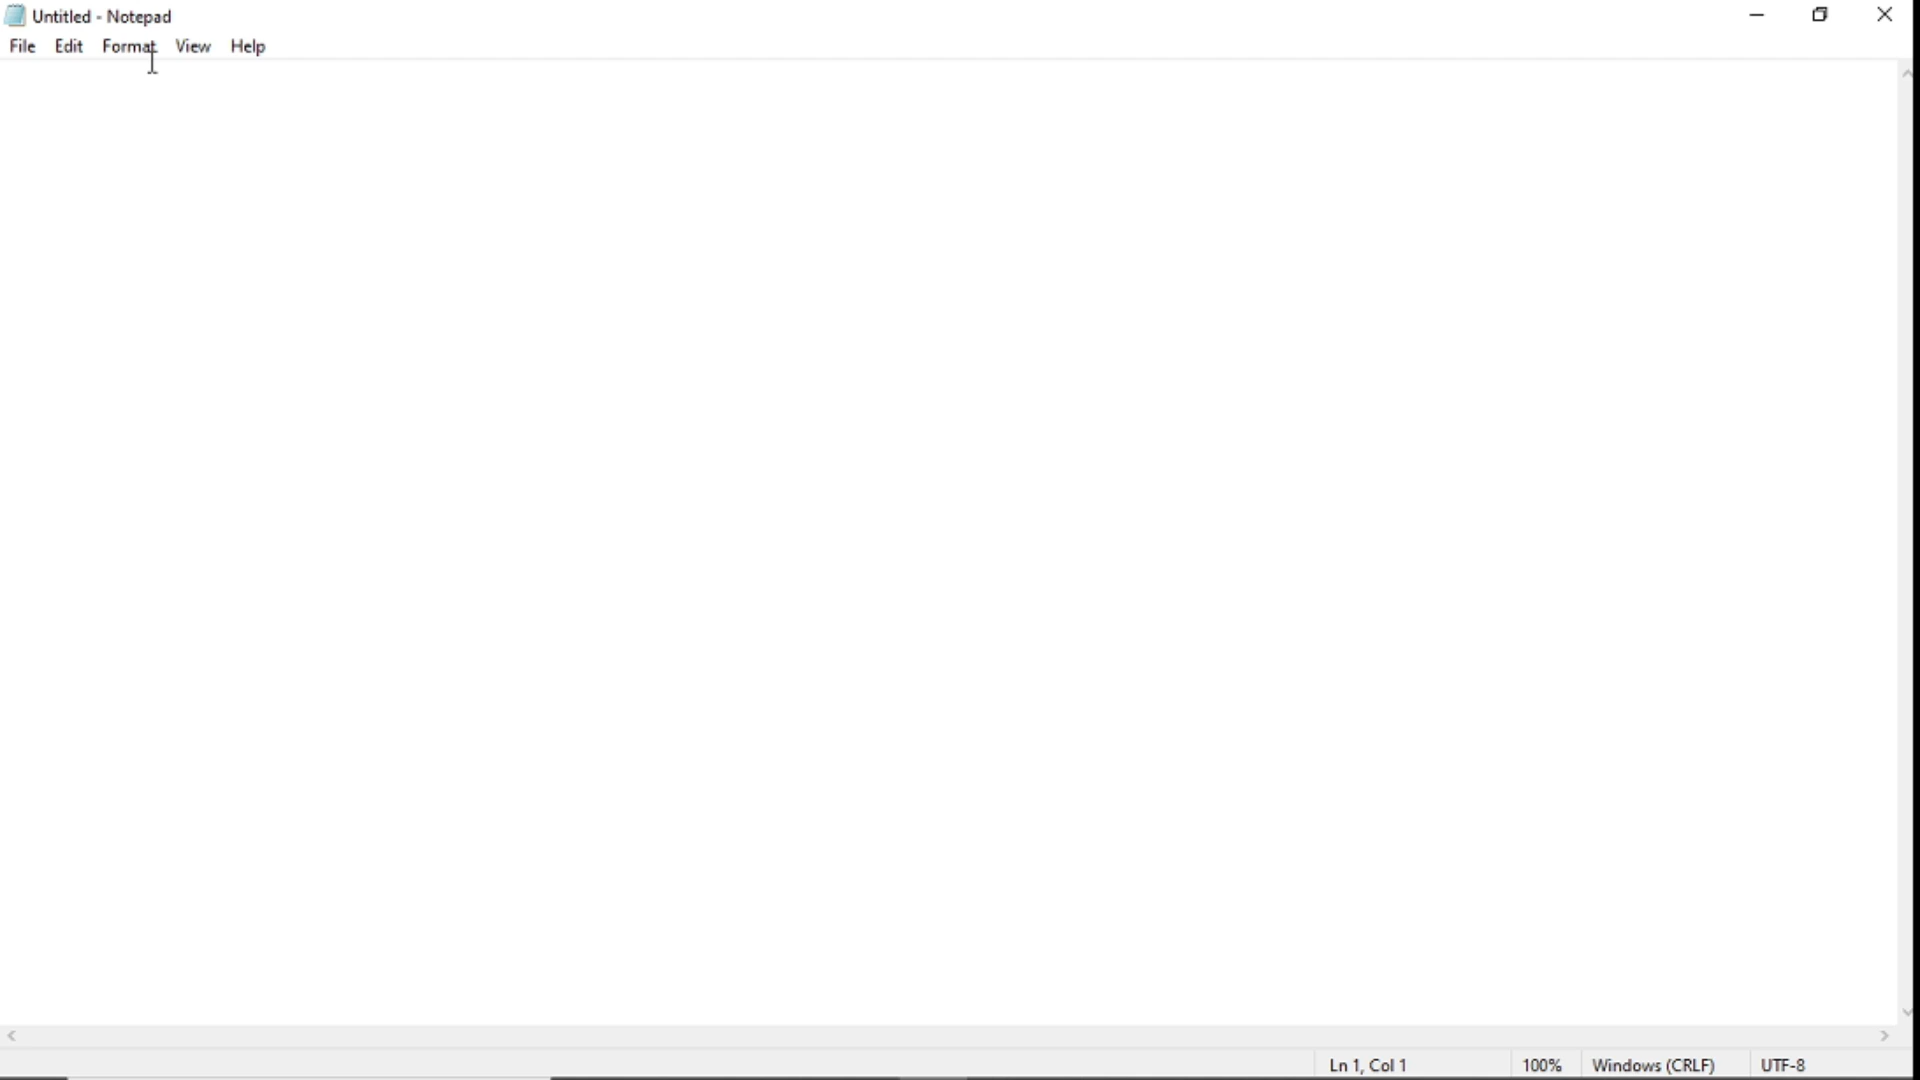 Untitled - Notepad
File Edit Format View Help
Ln 1, Col 1 100% Windows (CRLF) UTF-8